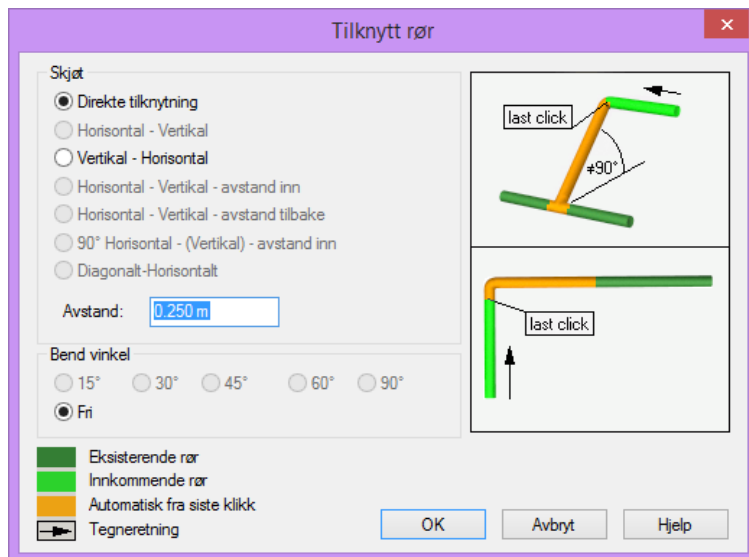 Tilknytt rør
Skjøt
Direkte tilknytning
Horisontal - Vertikal
Vertikal - Horisontal
Horisontal - Vertikal - avstand inn
Horisontal - Vertikal - avstand tilbake
90° Horisontal - (Vertikal) - avstand inn
Diagonalt-Horisontalt
Avstand: 0.250 m
Bend vinkel
15° 30° 45° 60° 90°
Fri
Eksisterende rør
Innkommende rør
Automatisk fra siste klikk
Tegneretning
last click
≠90°
last click
OK Avbryt Hjelp